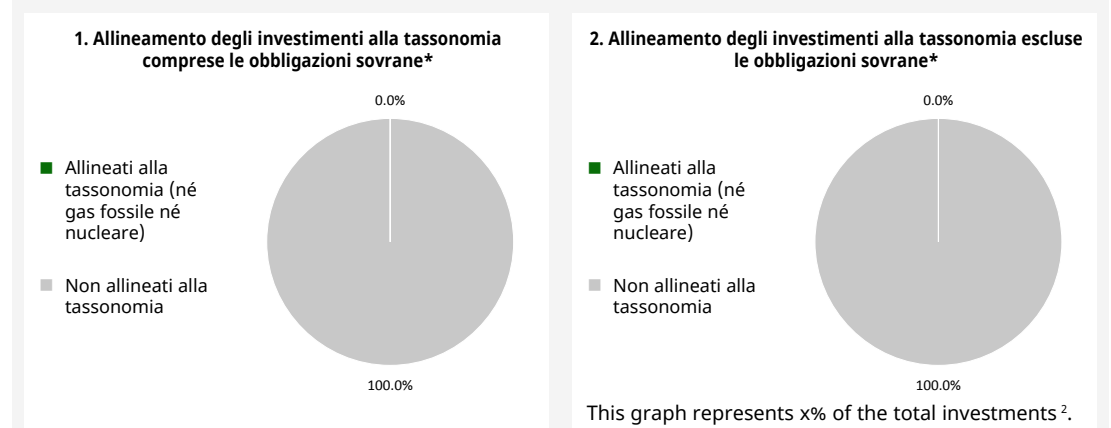 1. Allineamento degli investimenti alla tassonomia
comprese le obbligazioni sovrane*
0.0%
Allineati alla
tassonomia (né
gas fossile né
nucleare)
Non allineati alla
tassonomia
100.0%
2. Allineamento degli investimenti alla tassonomia escluse
le obbligazioni sovrane*
0.0%
Allineati alla
tassonomia (né
gas fossile né
nucleare)
Non allineati alla
tassonomia
100.0%
This graph represents x% of the total investments ².